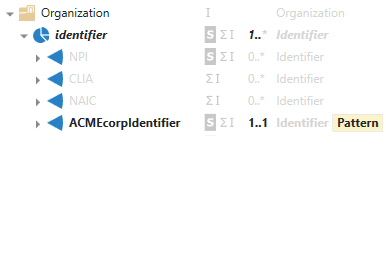 Organization I Organization
identifier S Σ I 1..* Identifier
NPI S Σ I 0..* Identifier
CLIA Σ I 0..* Identifier
NAIC Σ I 0..* Identifier
ACMEcorpIdentifier S Σ I 1..1 Identifier Pattern